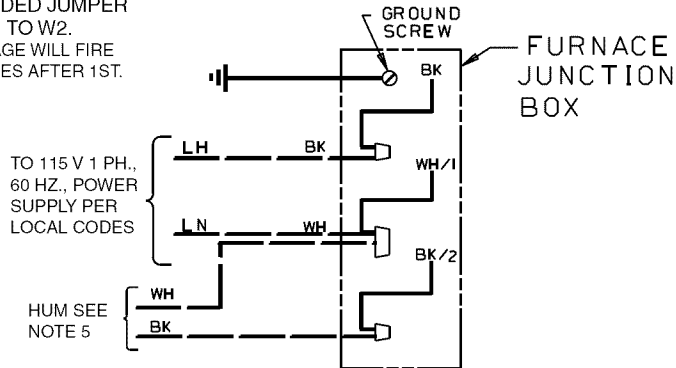 DED JUMPER
TO W2.
AGE WILL FIRE
ES AFTER 1ST.
GROUND
SCREW
FURNACE
JUNCTION
BOX
BK
LH
BK
WH/1
TO 115 V 1 PH.,
60 HZ., POWER
SUPPLY PER
LOCAL CODES
LN
WH
BK/2
WH
HUM SEE
NOTE 5
BK